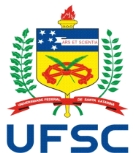 ARS ET SCIENTIA
UNIVERSIDADE FEDERAL DE SANTA CATARINA
UFSC